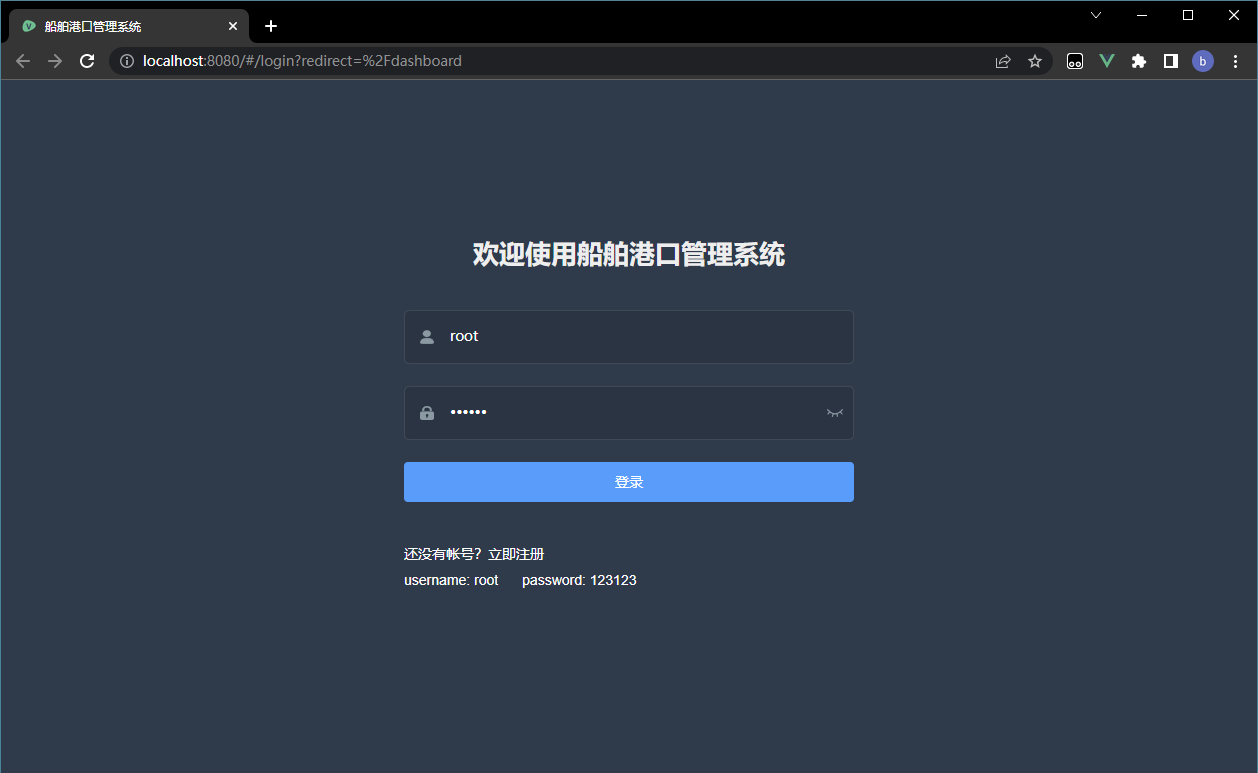 船舶港口管理系统
localhost:8080/#/login?redirect=%2Fdashboard
b
欢迎使用船舶港口管理系统
root
••••••
登录
还没有帐号？立即注册
username: root password: 123123